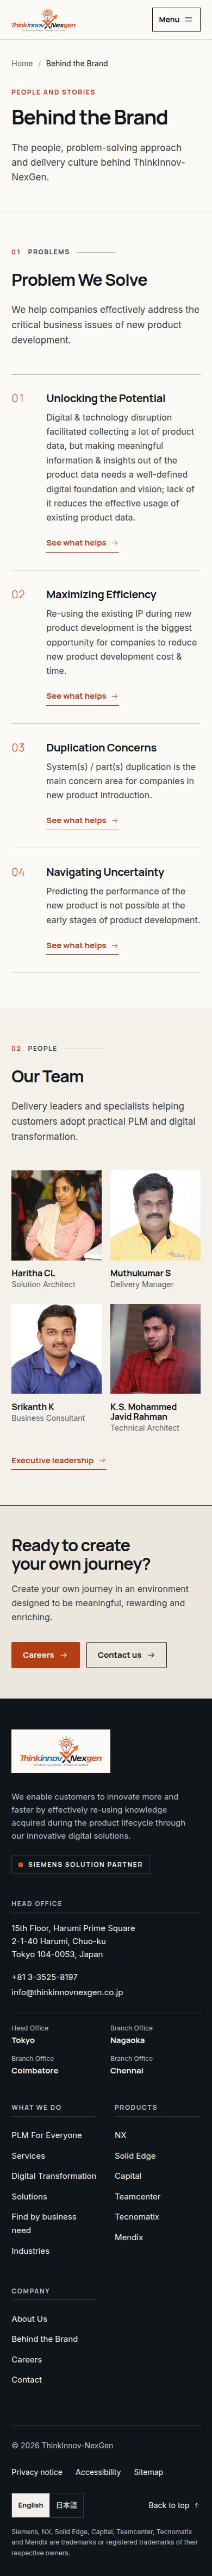 ThinkinnovXNexgen
Menu
Home / Behind the Brand
PEOPLE AND STORIES
Behind the Brand
The people, problem-solving approach
and delivery culture behind ThinkInnov-
NexGen.
01 PROBLEMS
Problem We Solve
We help companies effectively address the
critical business issues of new product
development.
01
Unlocking the Potential
Digital & technology disruption
facilitated collecting a lot of product
data, but making meaningful
information & insights out of the
product data needs a well-defined
digital foundation and vision; lack of
it reduces the effective usage of
existing product data.
See what helps →
02
Maximizing Efficiency
Re-using the existing IP during new
product development is the biggest
opportunity for companies to reduce
new product development cost &
time.
See what helps →
03
Duplication Concerns
System(s) / part(s) duplication is the
main concern area for companies in
new product introduction.
See what helps →
04
Navigating Uncertainty
Predicting the performance of the
new product is not possible at the
early stages of product development.
See what helps →
02 PEOPLE
Our Team
Delivery leaders and specialists helping
customers adopt practical PLM and digital
transformation.
Haritha CL
Solution Architect
Muthukumar S
Delivery Manager
Srikanth K
Business Consultant
K.S. Mohammed
Javid Rahman
Technical Architect
Executive leadership →
Ready to create
your own journey?
Create your own journey in an environment
designed to be meaningful, rewarding and
enriching.
Careers →
Contact us →
ThinkinnovXNexgen
We enable customers to innovate more and
faster by effectively re-using knowledge
acquired during the product lifecycle through
our innovative digital solutions.
SIEMENS SOLUTION PARTNER
HEAD OFFICE
15th Floor, Harumi Prime Square
2-1-40 Harumi, Chuo-ku
Tokyo 104-0053, Japan
+81 3-3525-8197
info@thinkinnovnexgen.co.jp
Head Office
Tokyo
Branch Office
Nagaoka
Branch Office
Coimbatore
Branch Office
Chennai
WHAT WE DO
PLM For Everyone
Services
Digital Transformation
Solutions
Find by business
need
Industries
PRODUCTS
NX
Solid Edge
Capital
Teamcenter
Tecnomatix
Mendix
COMPANY
About Us
Behind the Brand
Careers
Contact
© 2026 ThinkInnov-NexGen
Privacy notice Accessibility Sitemap
English 日本語
Back to top ↑
Siemens, NX, Solid Edge, Capital, Teamcenter, Tecnomatix
and Mendix are trademarks or registered trademarks of their
respective owners.